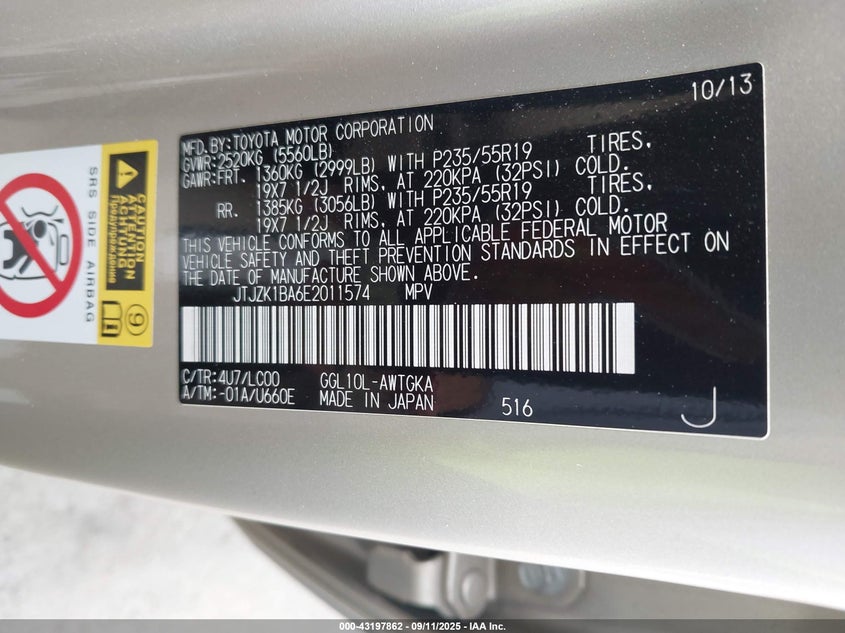 10/13
MFD.BY:TOYOTA MOTOR CORPORATION
GVWR:2520KG (5560LB)
GAWR:FRT 1360KG (2999LB) WITH P235/55R19 TIRES,
19X7 1/2J RIMS, AT 220KPA (32PSI) COLD.
RR. 1385KG (3056LB) WITH P235/55R19 TIRES,
19X7 1/2J RIMS, AT 220KPA (32PSI) COLD.
THIS VEHICLE CONFORMS TO ALL APPLICABLE FEDERAL MOTOR
VEHICLE SAFETY AND THEFT PREVENTION STANDARDS IN EFFECT ON
THE DATE OF MANUFACTURE SHOWN ABOVE.
JTJZK1BA6E2011574 MPV
C/TR:4U7/LC00 GGL10L-AWTGKA
A/TM:-01A/U660E MADE IN JAPAN 516
J
CAUTION
ATTENTION
ACHTUNG
Предупреждение
9
SRS SIDE AIRBAG
000-43197862 - 09/11/2025 - IAA Inc.